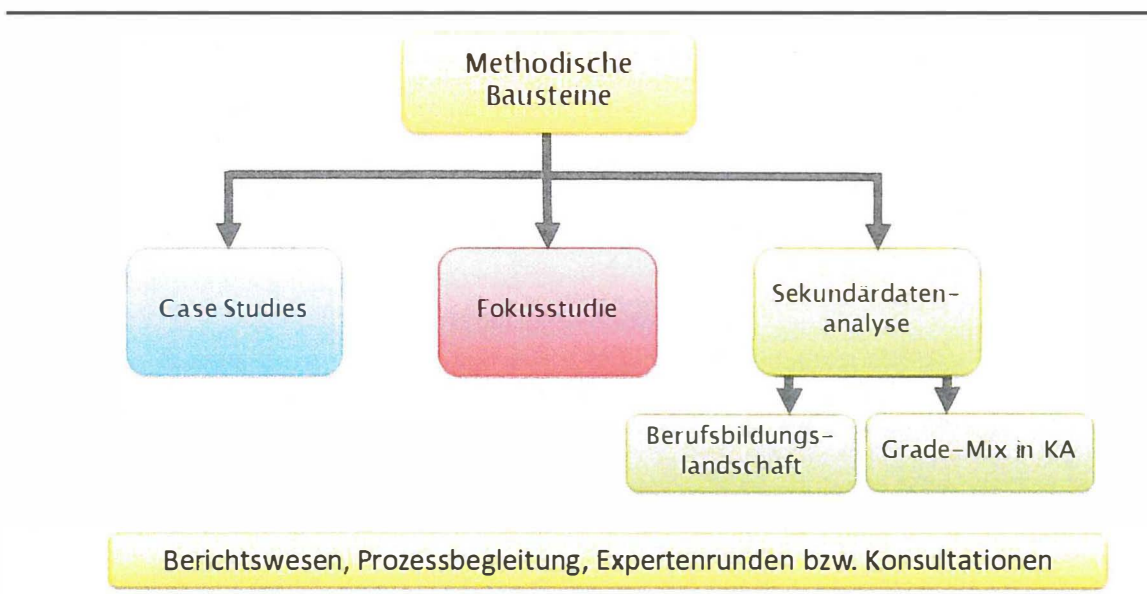 Methodische
Bausteine
Case Studies
Fokusstudie
Sekundärdaten-
analyse
Berufsbildungs-
landschaft
Grade-Mix in KA
Berichtswesen, Prozessbegleitung, Expertenrunden bzw. Konsultationen